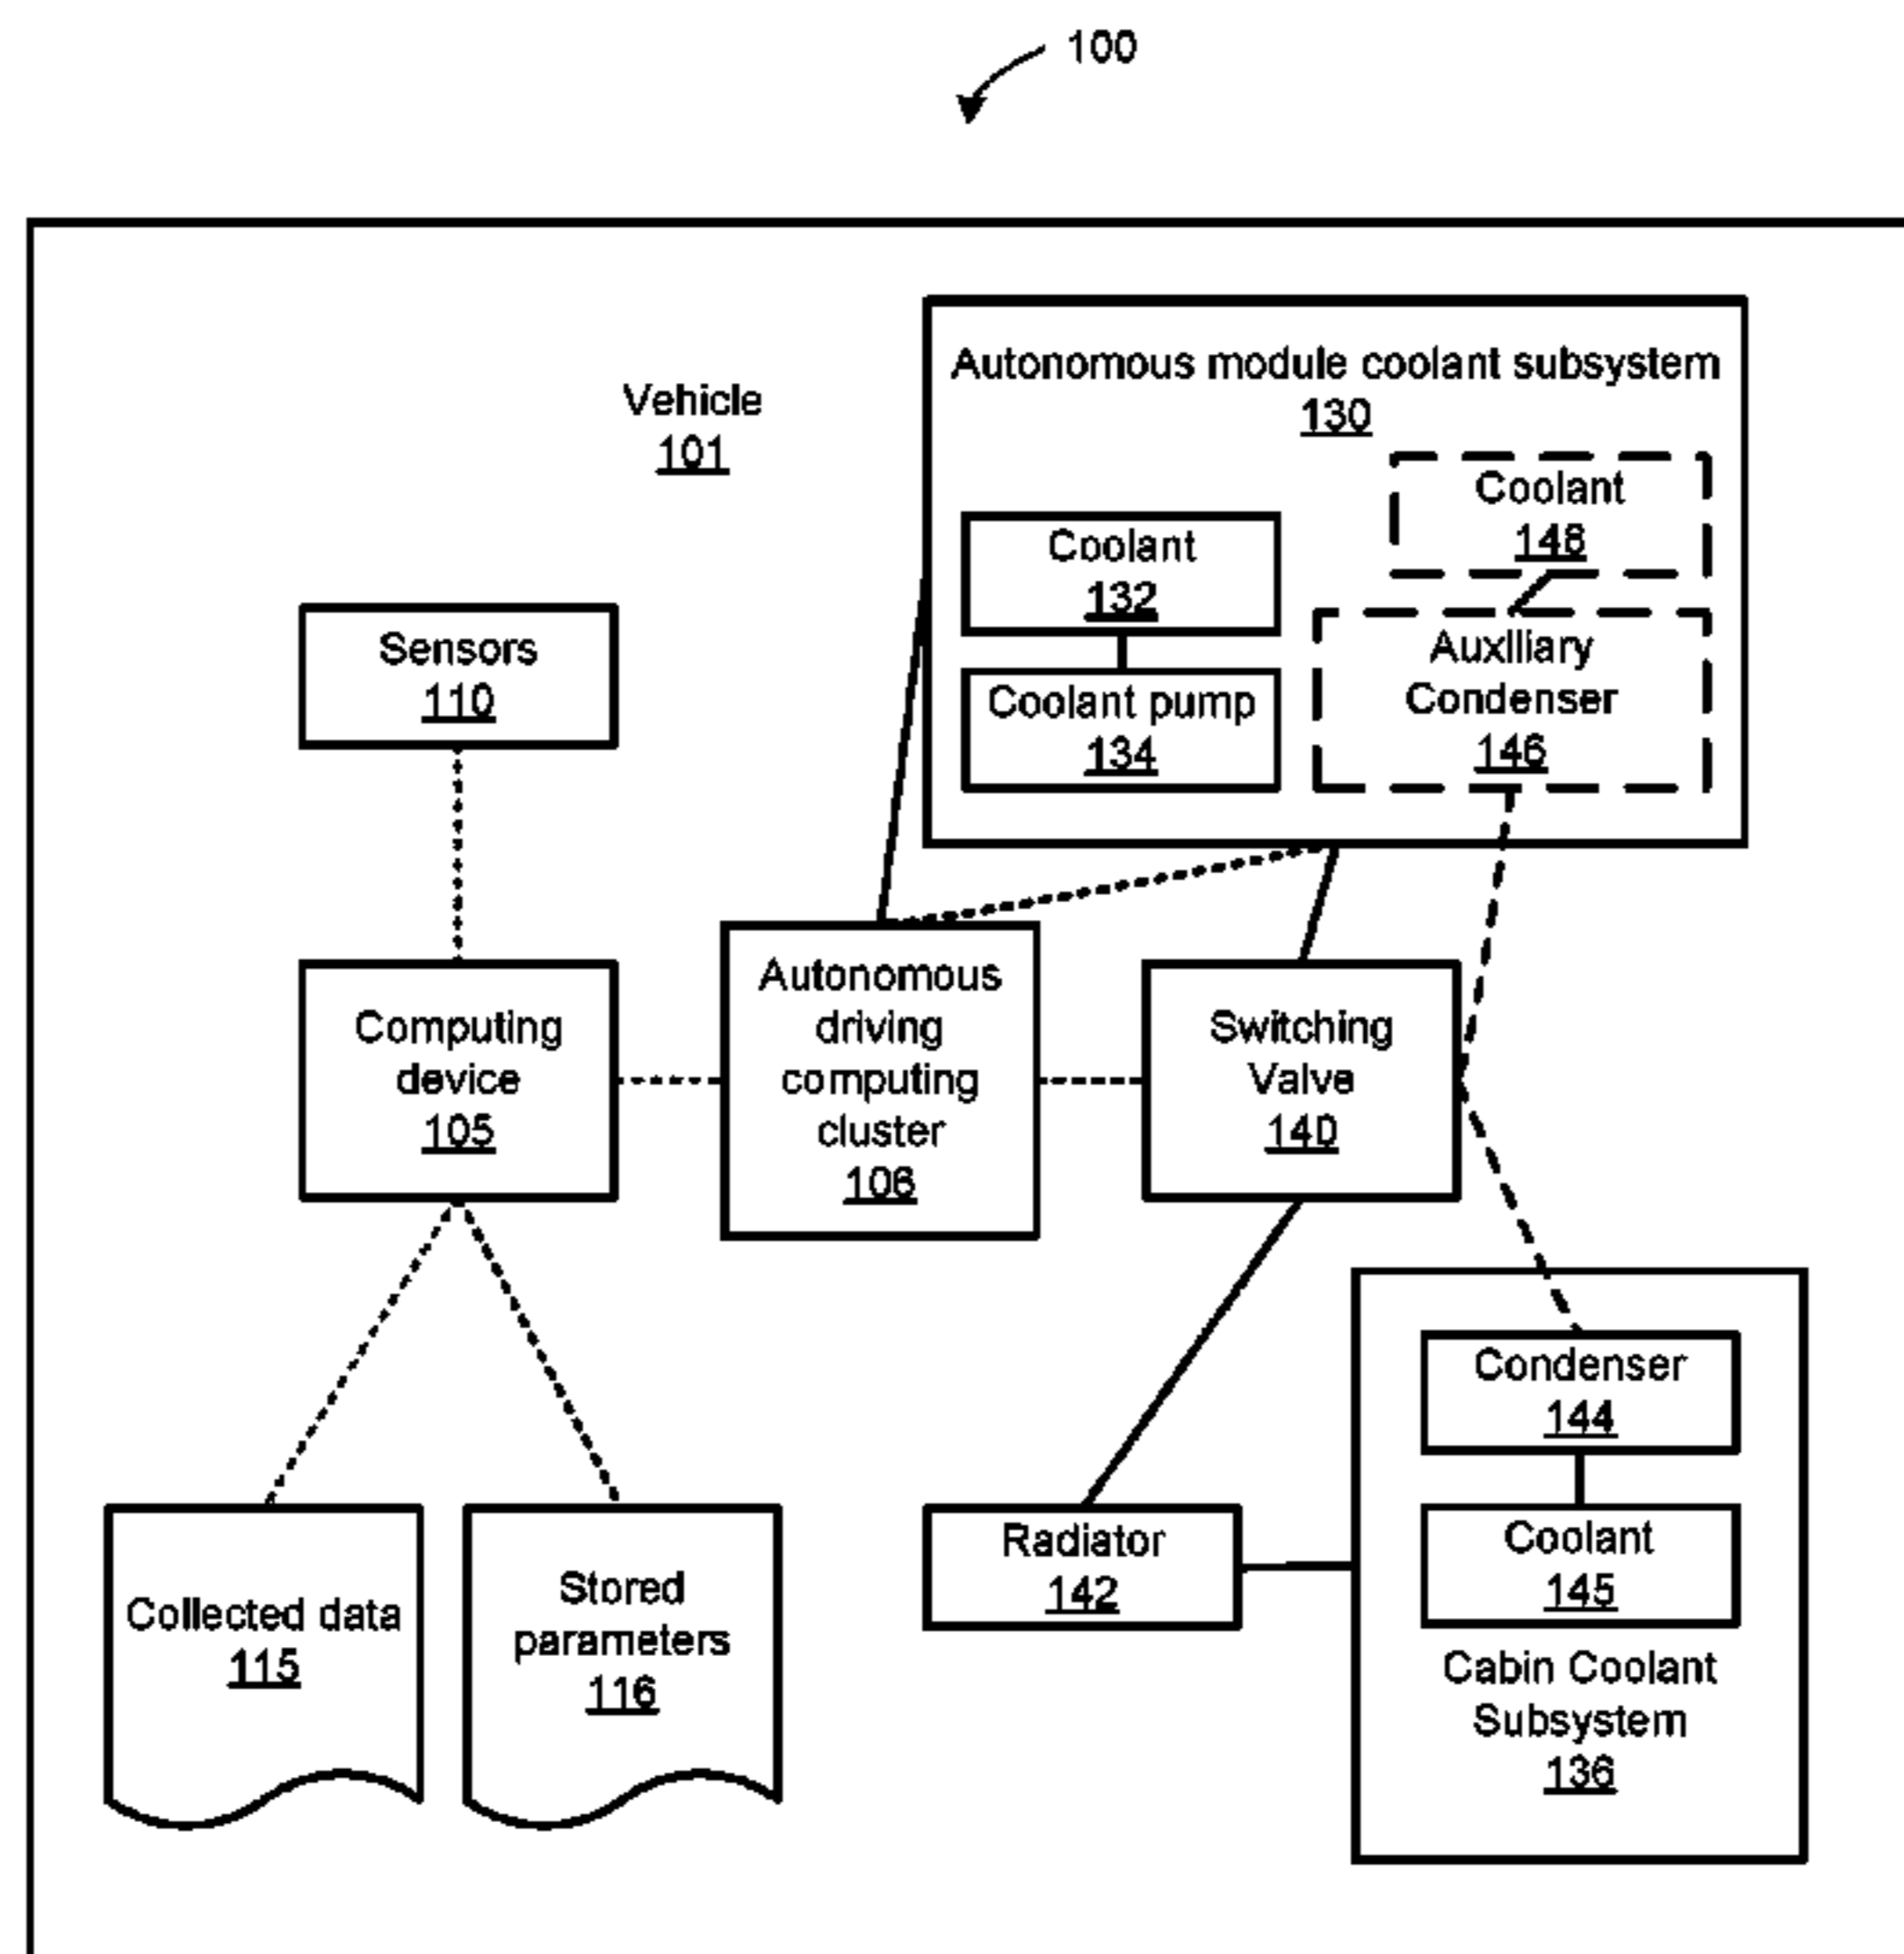 100
Vehicle
101
Autonomous module coolant subsystem
130
Coolant
148
Coolant
132
Auxiliary
Condenser
146
Coolant pump
134
Sensors
110
Computing
device
105
Autonomous
driving
computing
cluster
106
Switching
Valve
140
Condenser
144
Coolant
145
Cabin Coolant
Subsystem
136
Radiator
142
Collected data
115
Stored
parameters
116